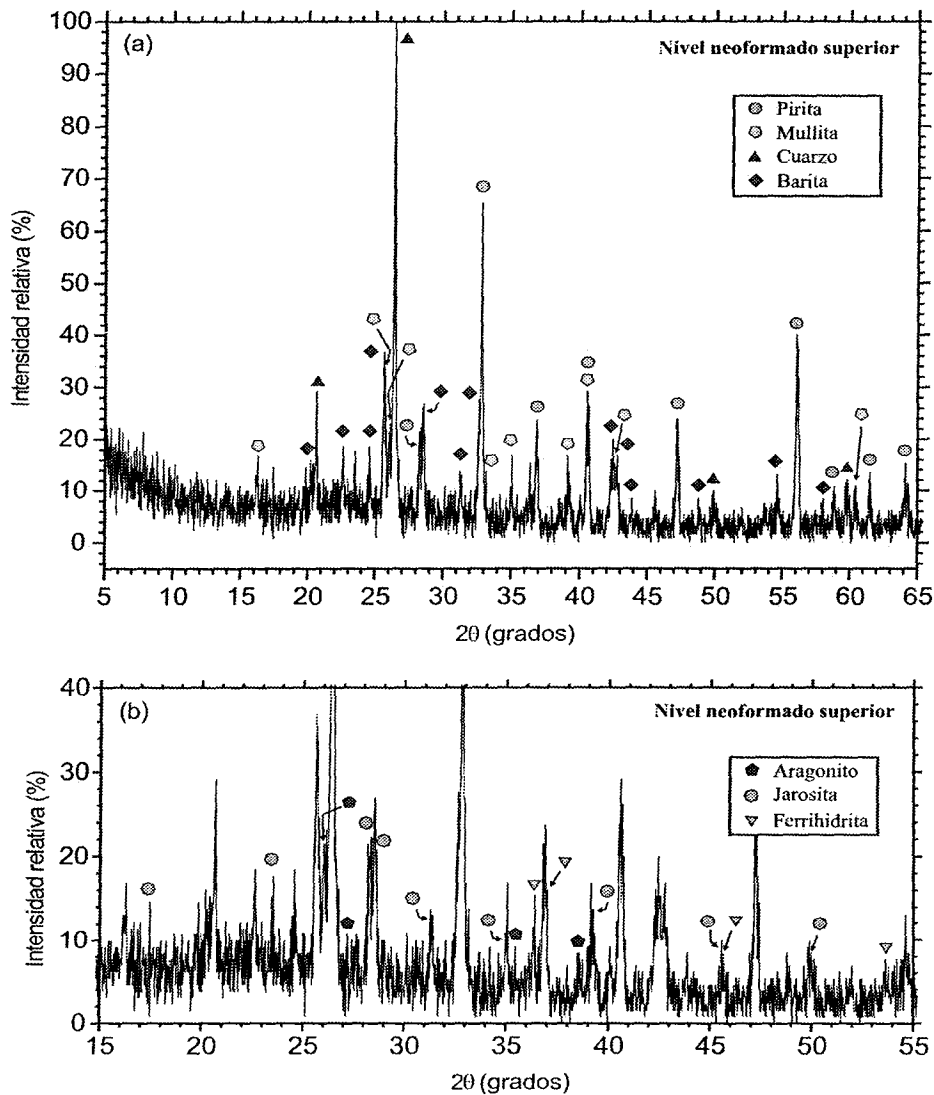 (a)
Nivel neoformado superior
Pirita
Mullita
Cuarzo
Barita
Intensidad relativa (%)
100
90
80
70
60
50
40
30
20
10
0
5 10 15 20 25 30 35 40 45 50 55 60 65
2θ (grados)
(b)
Nivel neoformado superior
Aragonito
Jarosita
Ferrihidrita
Intensidad relativa (%)
40
30
20
10
0
15 20 25 30 35 40 45 50 55
2θ (grados)